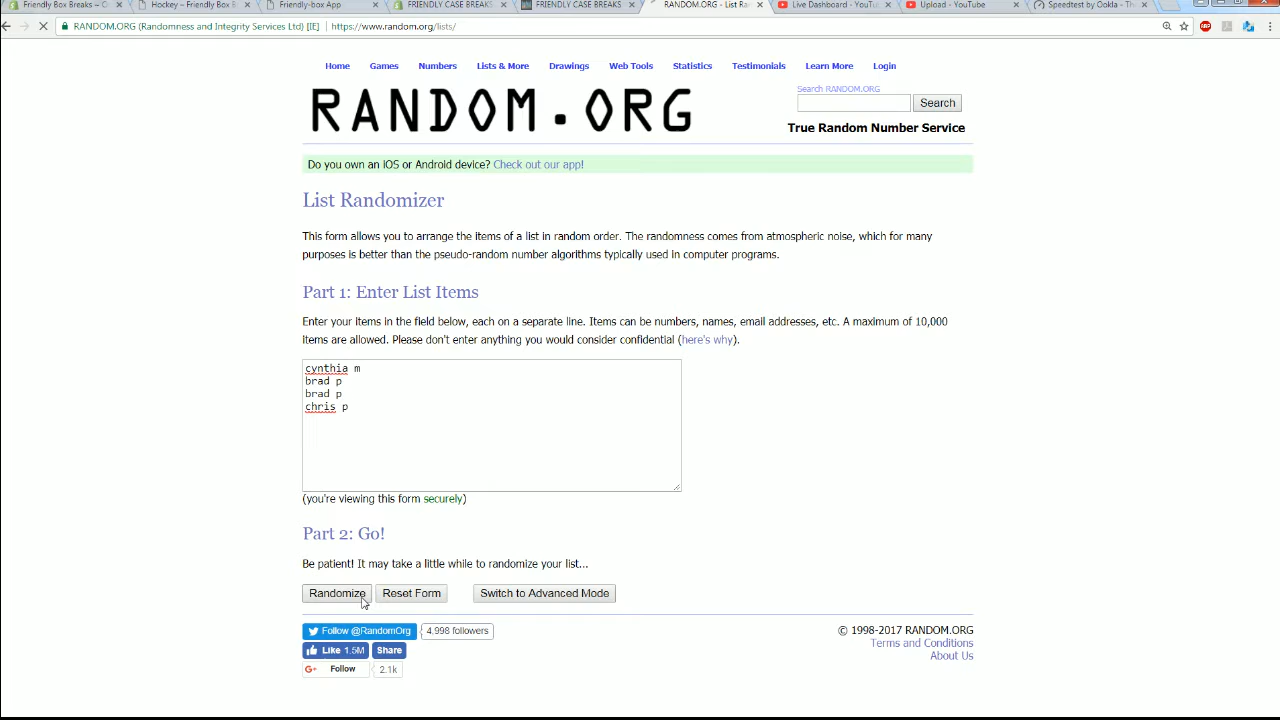 Friendly Box Breaks – C
Hockey – Friendly Box B
Friendly-box App
FRIENDLY CASE BREAKS
FRIENDLY CASE BREAKS
RANDOM.ORG - List Ran
Live Dashboard - YouTu
Upload - YouTube
Speedtest by Ookla - Th
RANDOM.ORG (Randomness and Integrity Services Ltd) [IE] https://www.random.org/lists/
Home Games Numbers Lists & More Drawings Web Tools Statistics Testimonials Learn More Login
RANDOM.ORG
Search RANDOM.ORG
Search
True Random Number Service
Do you own an iOS or Android device? Check out our app!
List Randomizer
This form allows you to arrange the items of a list in random order. The randomness comes from atmospheric noise, which for many
purposes is better than the pseudo-random number algorithms typically used in computer programs.
Part 1: Enter List Items
Enter your items in the field below, each on a separate line. Items can be numbers, names, email addresses, etc. A maximum of 10,000
items are allowed. Please don't enter anything you would consider confidential (here's why).
cynthia m
brad p
brad p
chris p
(you're viewing this form securely)
Part 2: Go!
Be patient! It may take a little while to randomize your list...
Randomize Reset Form Switch to Advanced Mode
Follow @RandomOrg 4,998 followers
Like 1.5M Share
G+ Follow 2.1k
© 1998-2017 RANDOM.ORG
Terms and Conditions
About Us